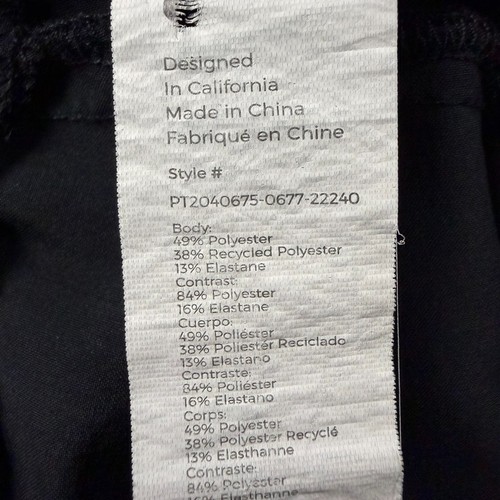 Designed
In California
Made in China
Fabriqué en Chine
Style #
PT2040675-0677-22240
Body:
49% Polyester
38% Recycled Polyester
13% Elastane
Contrast:
84% Polyester
16% Elastane
Cuerpo:
49% Poliéster
38% Poliéster Reciclado
13% Elastano
Contraste:
84% Poliéster
16% Elastano
Corps:
49% Polyester
38% Polyester Recyclé
13% Elasthanne
Contraste:
84% Polyester
16% Elasthanne